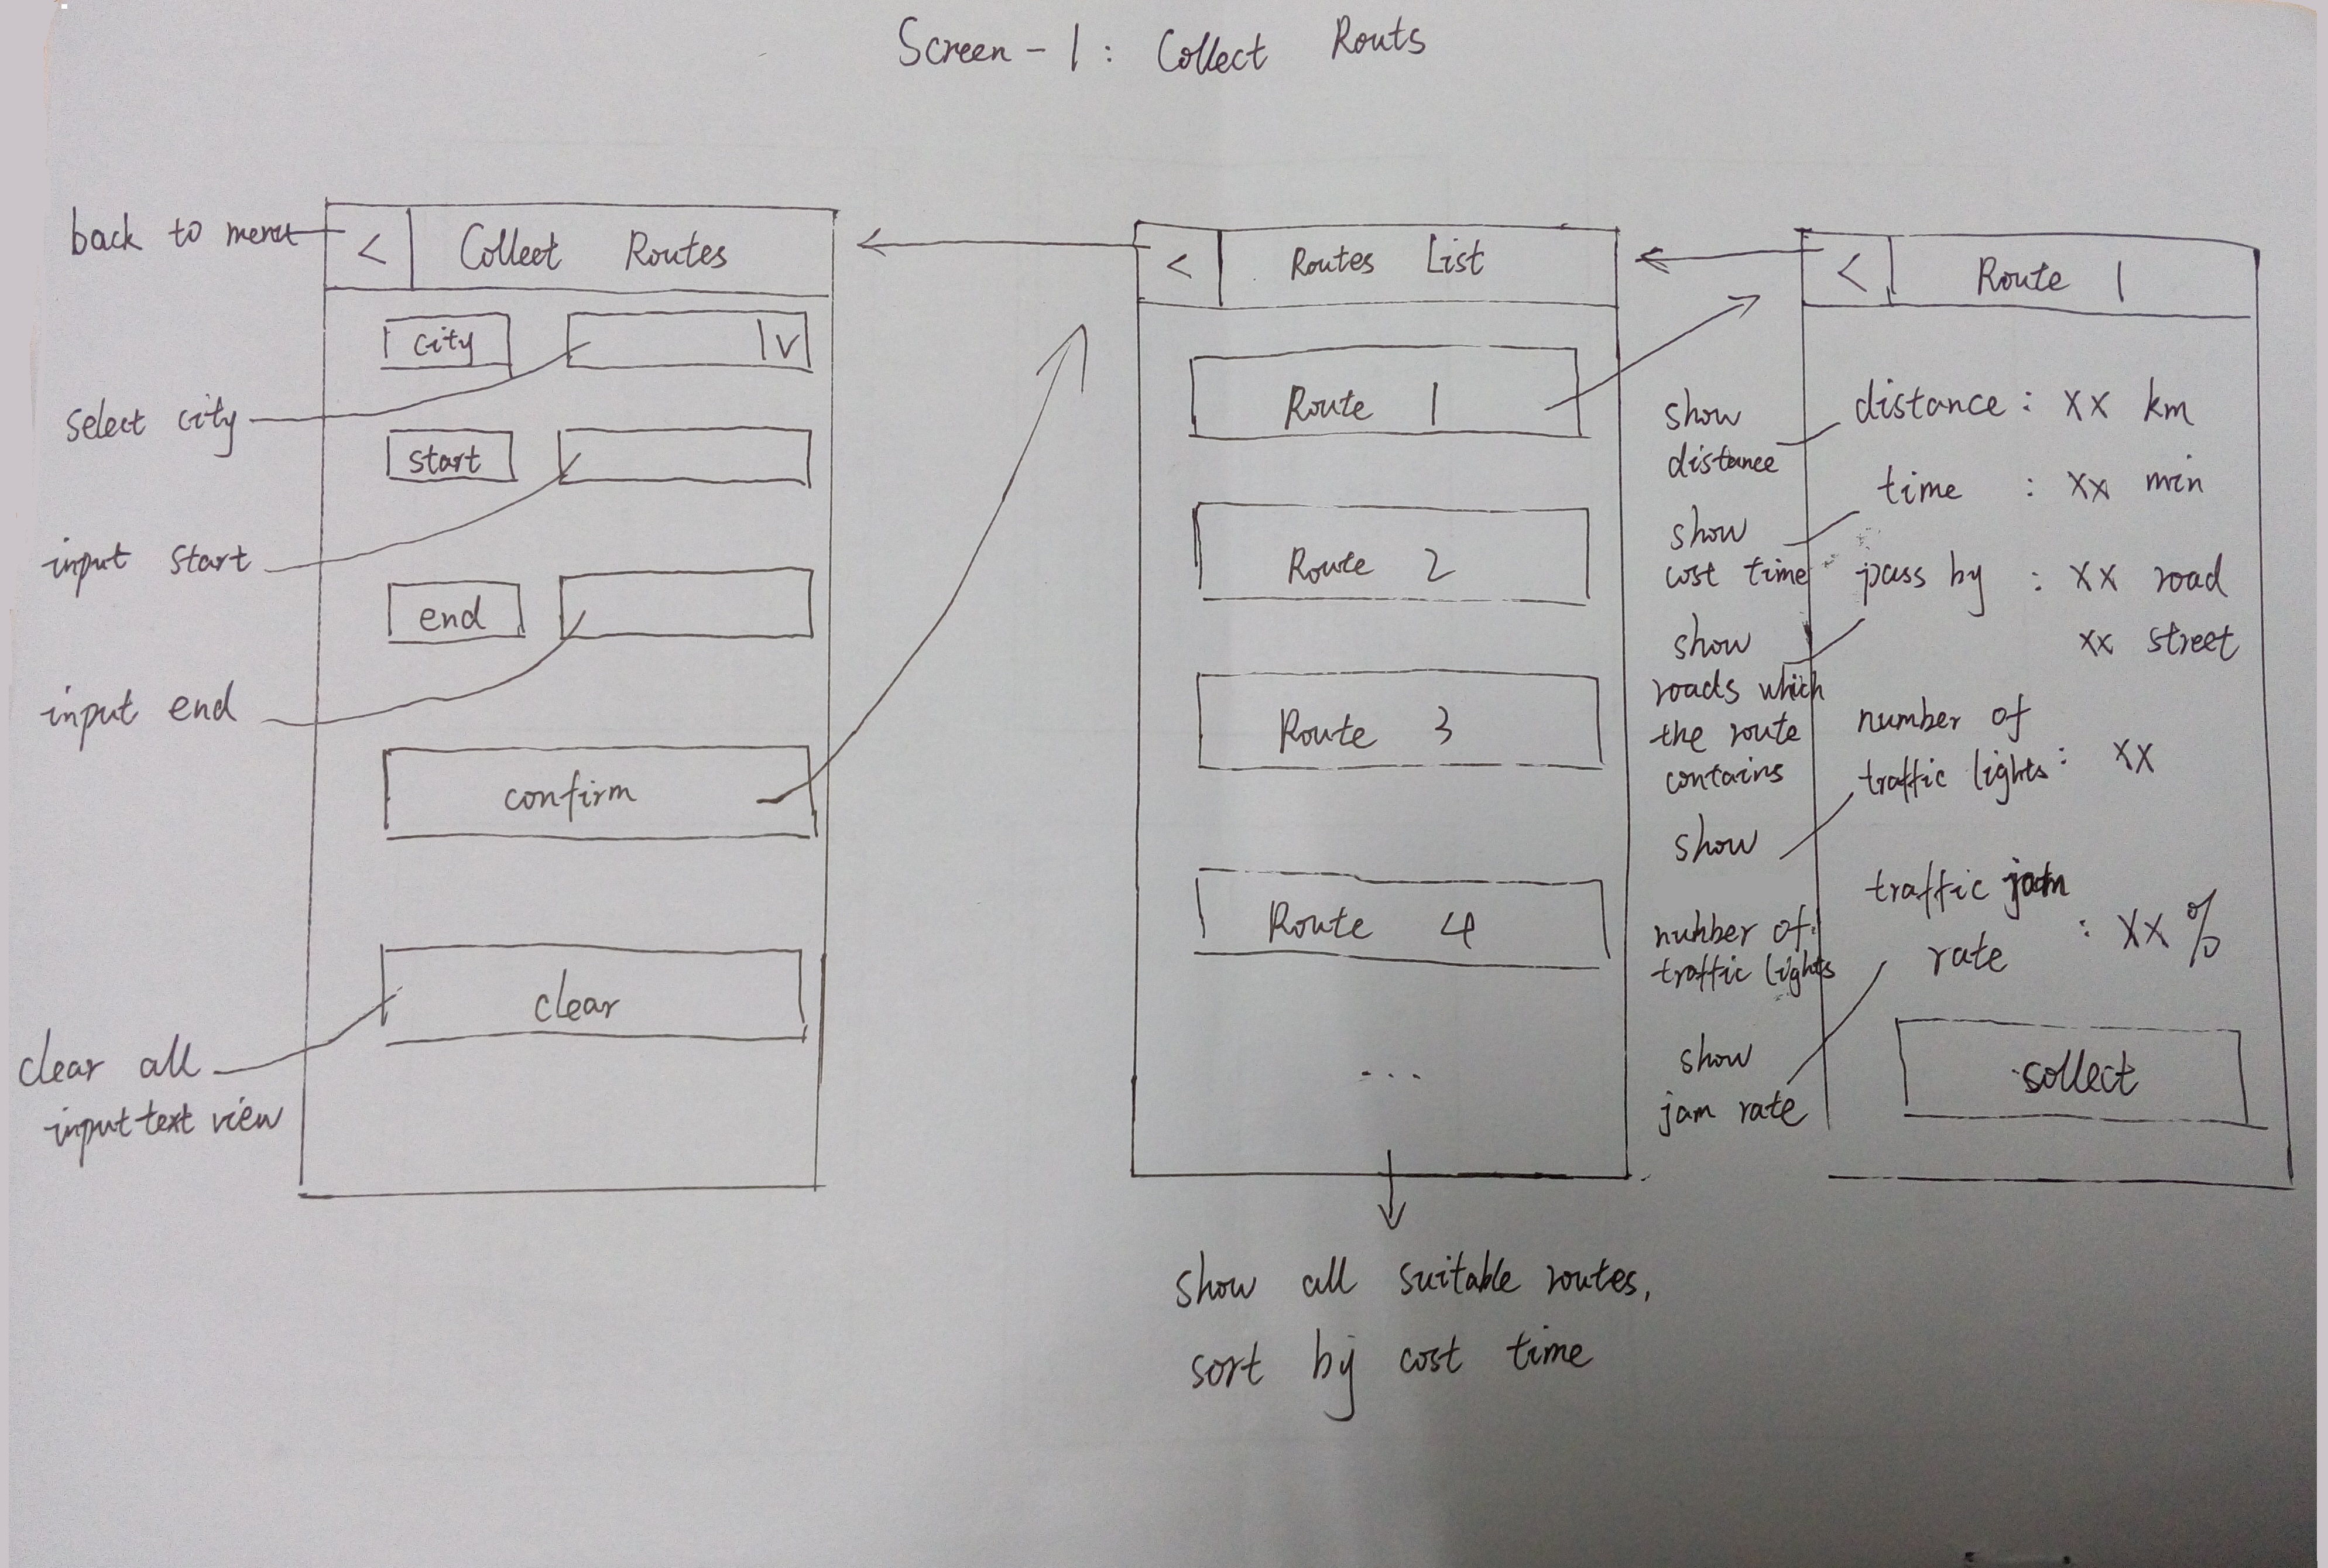 Screen-1: Collect Routs
back to menu
< Collect Routes
city
v
select city
start
input start
end
input end
confirm
clear
clear all
input text view
< Routes List
Route 1
Route 2
Route 3
Route 4
...
show all suitable routes,
sort by cost time
< Route 1
show
distance
distance: xx km
show
cost time
time : xx min
show
roads which
the route
contains
pass by : xx road
xx street
show
number of
traffic lights
number of
traffic lights: xx
show
jam rate
traffic jam
rate : xx %
sollect